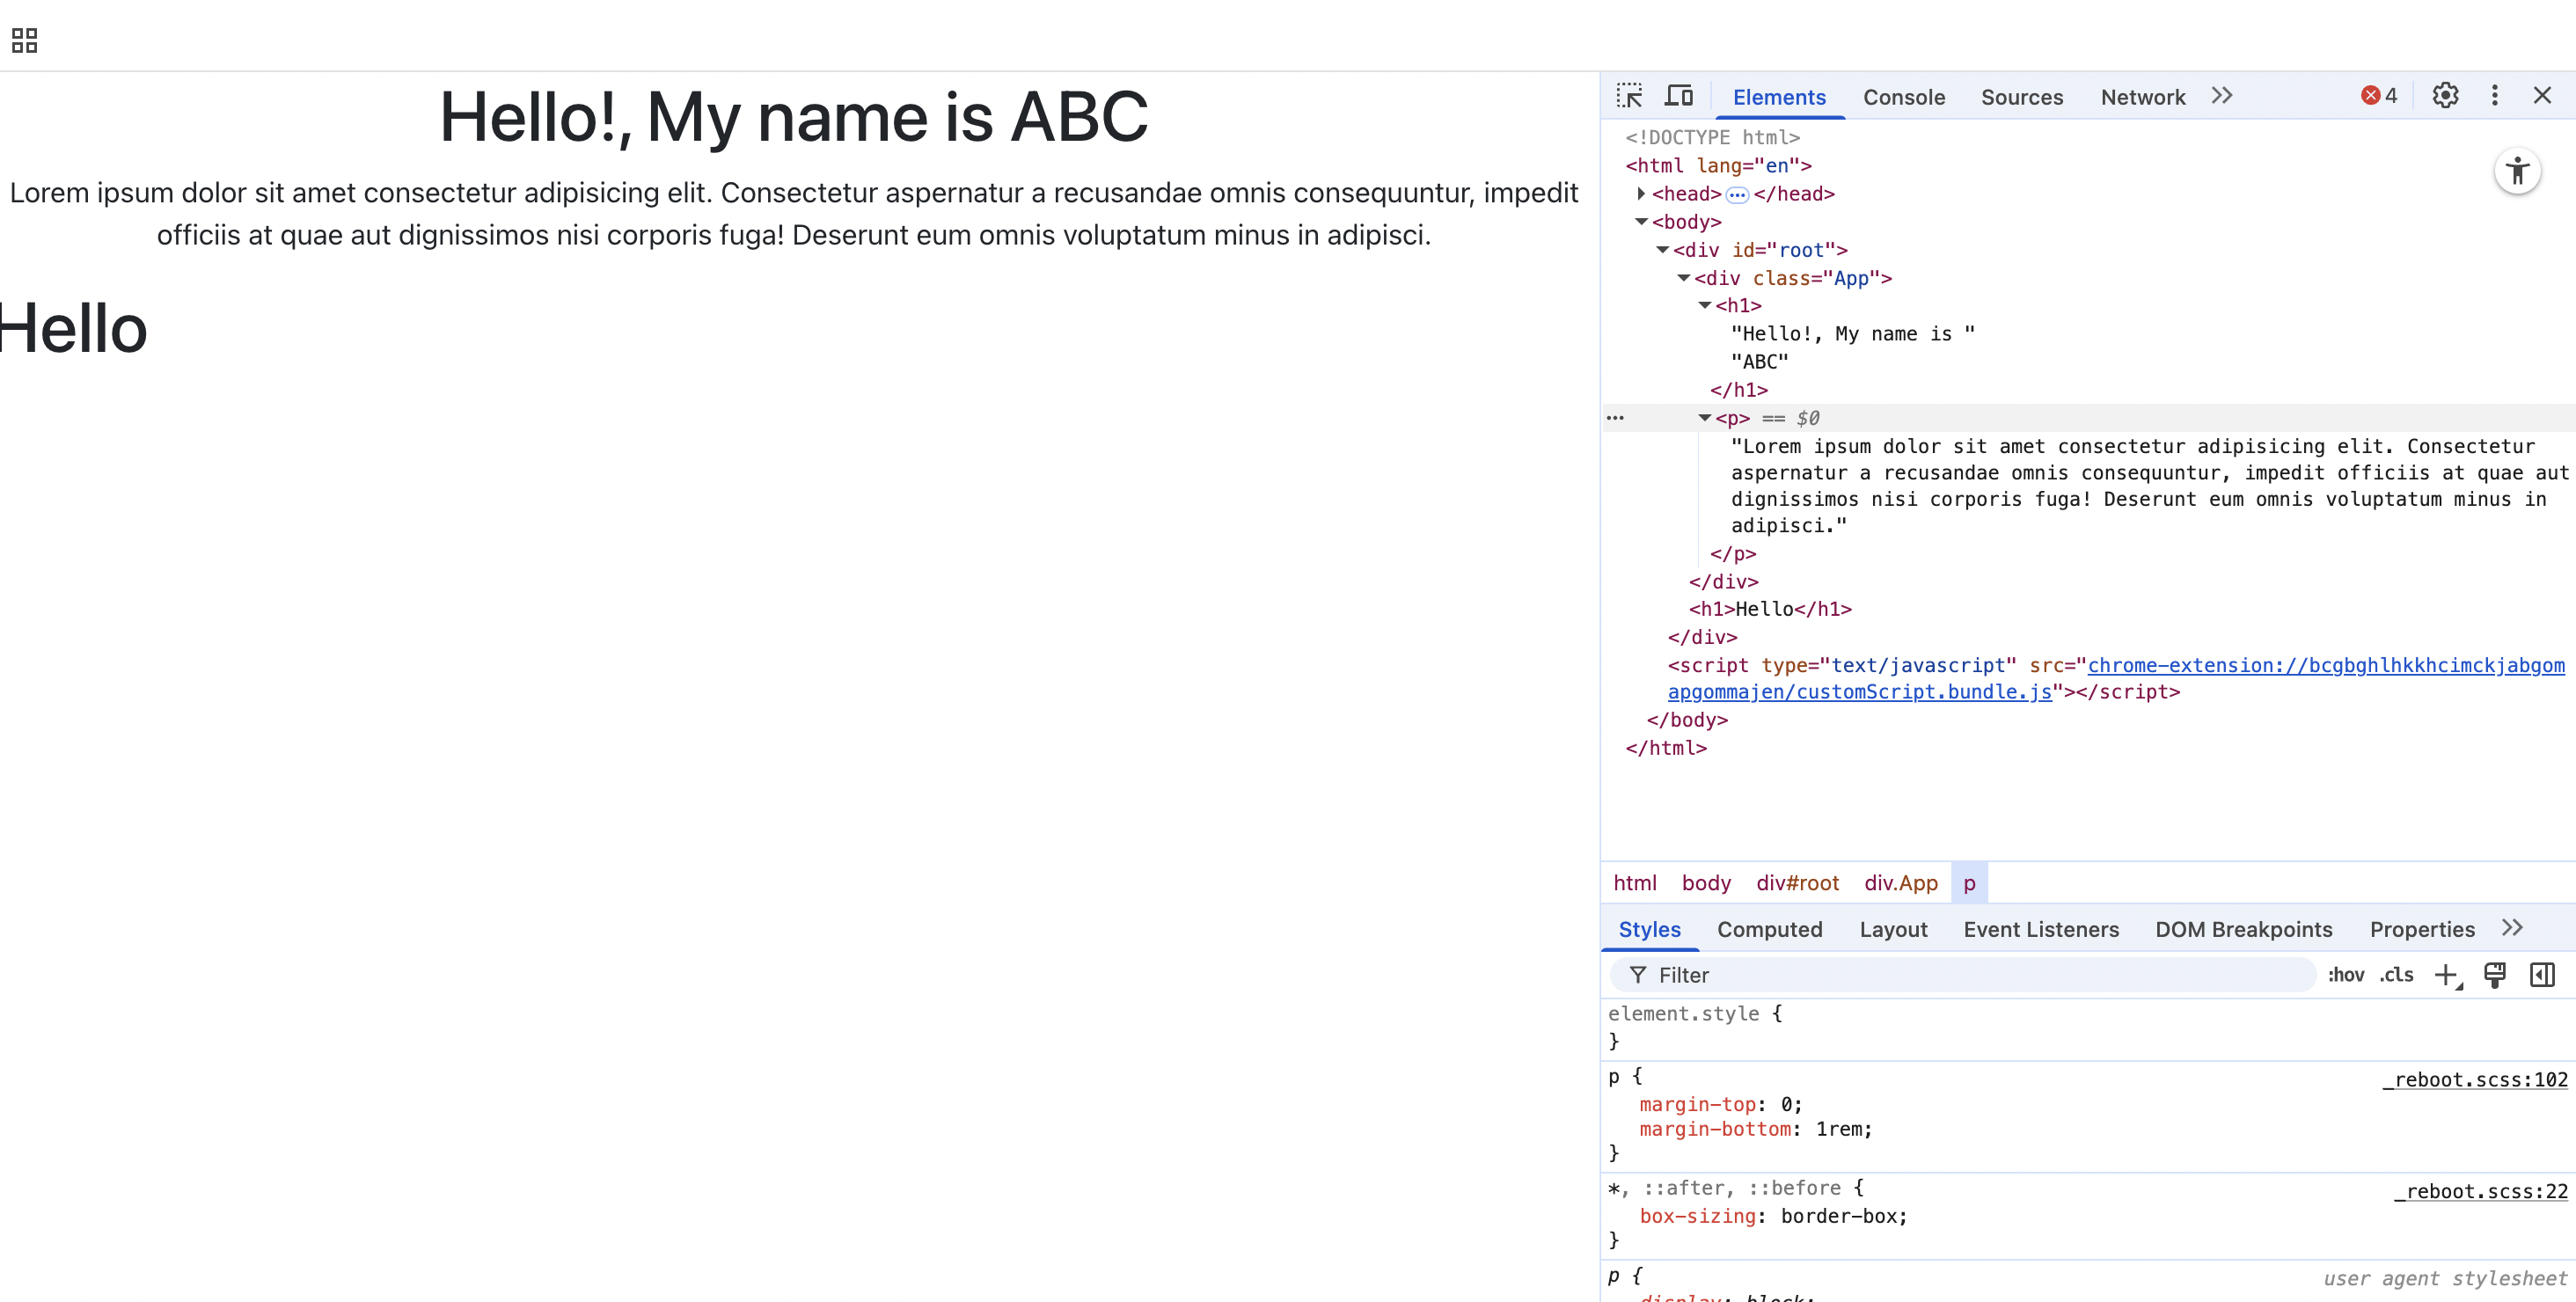 Hello!, My name is ABC
Lorem ipsum dolor sit amet consectetur adipisicing elit. Consectetur aspernatur a recusandae omnis consequuntur, impedit
officiis at quae aut dignissimos nisi corporis fuga! Deserunt eum omnis voluptatum minus in adipisci.
Hello
Elements Console Sources Network 4
<!DOCTYPE html>
<html lang="en">
<head> </head>
<body>
<div id="root">
<div class="App">
<h1>
"Hello!, My name is "
"ABC"
</h1>
<p> == $0
"Lorem ipsum dolor sit amet consectetur adipisicing elit. Consectetur
aspernatur a recusandae omnis consequuntur, impedit officiis at quae aut
dignissimos nisi corporis fuga! Deserunt eum omnis voluptatum minus in
adipisci."
</p>
</div>
<h1>Hello</h1>
</div>
<script type="text/javascript" src="chrome-extension://bcgbghlhkkhcimckjabgom
apgommajen/customScript.bundle.js"></script>
</body>
</html>
html body div#root div.App p
Styles Computed Layout Event Listeners DOM Breakpoints Properties
Filter :hov .cls
element.style {
}
p { _reboot.scss:102
margin-top: 0;
margin-bottom: 1rem;
}
*, ::after, ::before { _reboot.scss:22
box-sizing: border-box;
}
p { user agent stylesheet
display: block;